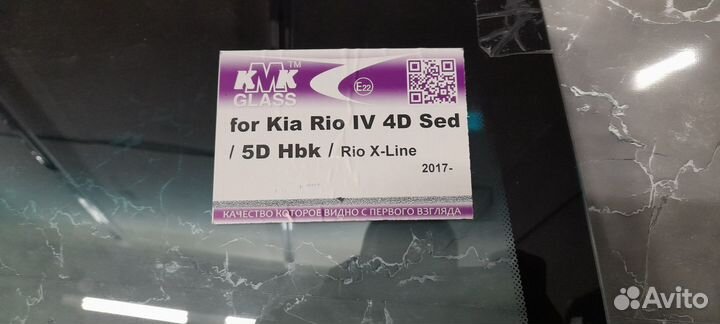 KMK™
GLASS
E22
for Kia Rio IV 4D Sed
/ 5D Hbk / Rio X-Line
2017-
КАЧЕСТВО КОТОРОЕ ВИДНО С ПЕРВОГО ВЗГЛЯДА
Avito